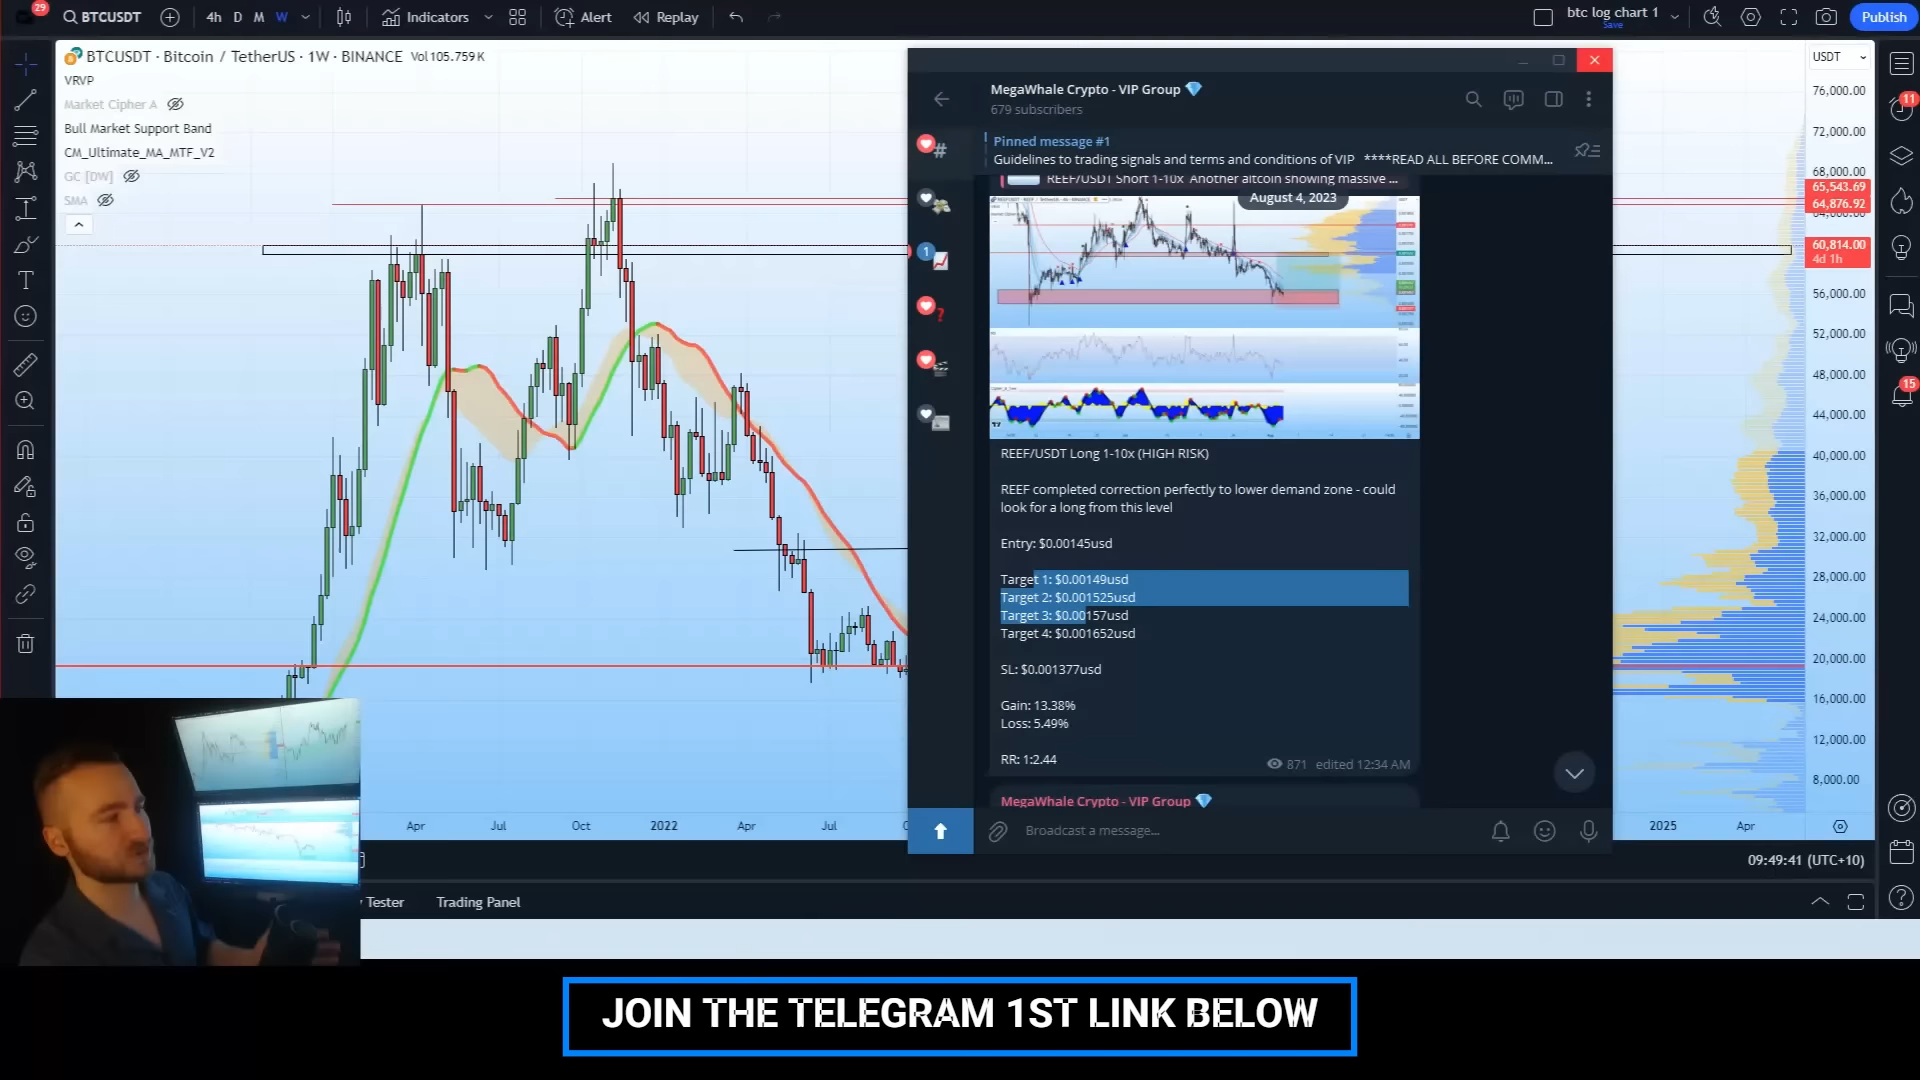 29
BTCUSDT
4h D M W
Indicators
Alert
Replay
btc log chart 1
Save
Publish
BTCUSDT · Bitcoin / TetherUS · 1W · BINANCE Vol105.759K
VRVP
Market Cipher A
Bull Market Support Band
CM_Ultimate_MA_MTF_V2
GC [DW]
SMA
MegaWhale Crypto - VIP Group
679 subscribers
Pinned message #1
Guidelines to trading signals and terms and conditions of VIP ****READ ALL BEFORE COMM...
REEF/USDT Short 1-10x Another altcoin showing massive ...
August 4, 2023
REEF/USDT Long 1-10x (HIGH RISK)
REEF completed correction perfectly to lower demand zone - could
look for a long from this level
Entry: $0.00145usd
Target 1: $0.00149usd
Target 2: $0.001525usd
Target 3: $0.00157usd
Target 4: $0.001652usd
SL: $0.001377usd
Gain: 13.38%
Loss: 5.49%
RR: 1:2.44
871 edited 12:34 AM
MegaWhale Crypto - VIP Group
Broadcast a message...
1
USDT
76,000.00
72,000.00
68,000.00
65,543.69
64,876.92
64,000.00
60,814.00
4d 1h
56,000.00
52,000.00
48,000.00
44,000.00
40,000.00
36,000.00
32,000.00
28,000.00
24,000.00
20,000.00
16,000.00
12,000.00
8,000.00
11
15
Apr Jul Oct 2022 Apr Jul
2025 Apr
09:49:41 (UTC+10)
Tester
Trading Panel
JOIN THE TELEGRAM 1ST LINK BELOW